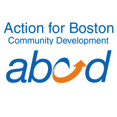 Action for Boston
Community Development
abcd